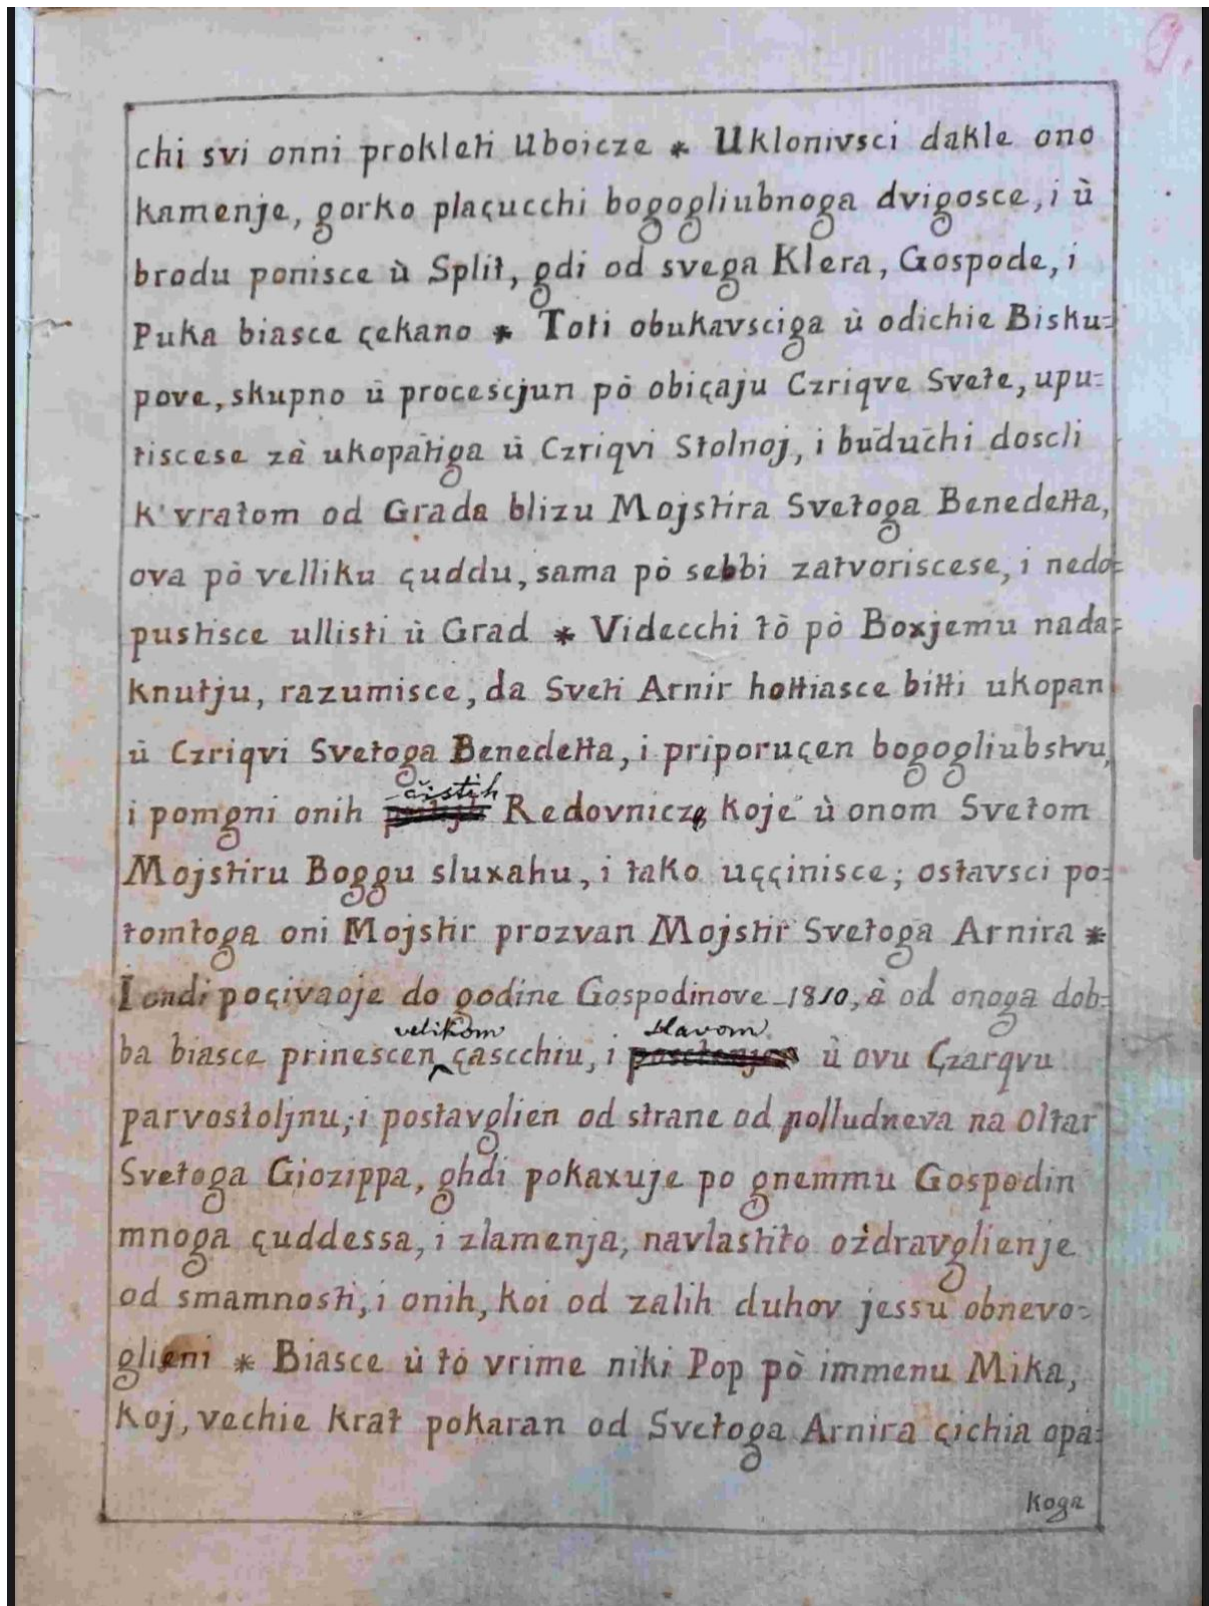 9.
chi svi onni prokleti Uboicze * Uklonivsci dakle ono
kamenje, gorko plaçucchi bogogliubnoga dvigosce, i ù
brodu ponisce ù Split, gdi od svega Klera, Gospode, i
Puka biasce çekano * Toti obukavsciga ù odichie Bisku=
pove, skupno ù procescjun pò obiçaju Czriqve Svete, upu=
tiscese zà ukopatiga ù Czriqvi Stolnoj, i buduchi doscli
k' vratom od Grada blizu Mojstira Svetoga Benedetta,
ova pò velliku çuddu, sama pò sebbi zatvoriscese, i nedo=
pustisce ullisti ù Grad * Videcchi tò pò Boxjemu nada=
knutju, razumisce, da Sveti Arnir hottiasce bitti ukopan
ù Czriqvi Svetoga Benedetta, i priporuçen bogogliubstvu,
čistih
i pomgni onih Redovnicze koje ù onom Svetom
Mojstiru Boggu sluxahu, i tako uççinisce; ostavsci po=
tomtoga oni Mojstir prozvan Mojstir Svetoga Arnira *
I ondi poçivaoje do godine Gospodinove 1810, à od onoga dob=
velikom slavom
ba biasce prinescen çascchiu, i ù ovu Czarqvu
parvostoljnu; i postavglien od strane od polludneva na Oltar
Svetoga Giozippa, ghdi pokaxuje po gnemmu Gospodin
mnoga çuddessa, i zlamenja, navlastito ozdravglienje
od smamnosti, i onih, koi od zalih duhov jessu obnevo=
glieni * Biasce ù tò vrime niki Pop pò immenu Mika,
koj, vechie krat pokaran od Svetoga Arnira çichia opa=
koga